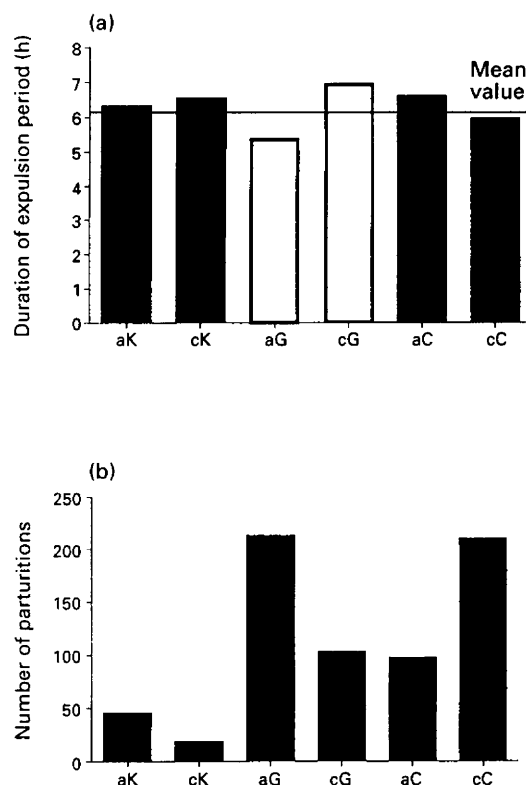 (a)
Duration of expulsion period (h)
8
7
6
5
4
3
2
1
0
Mean
value
aK cK aG cG aC cC
(b)
Number of parturitions
250
200
150
100
50
0
aK cK aG cG aC cC